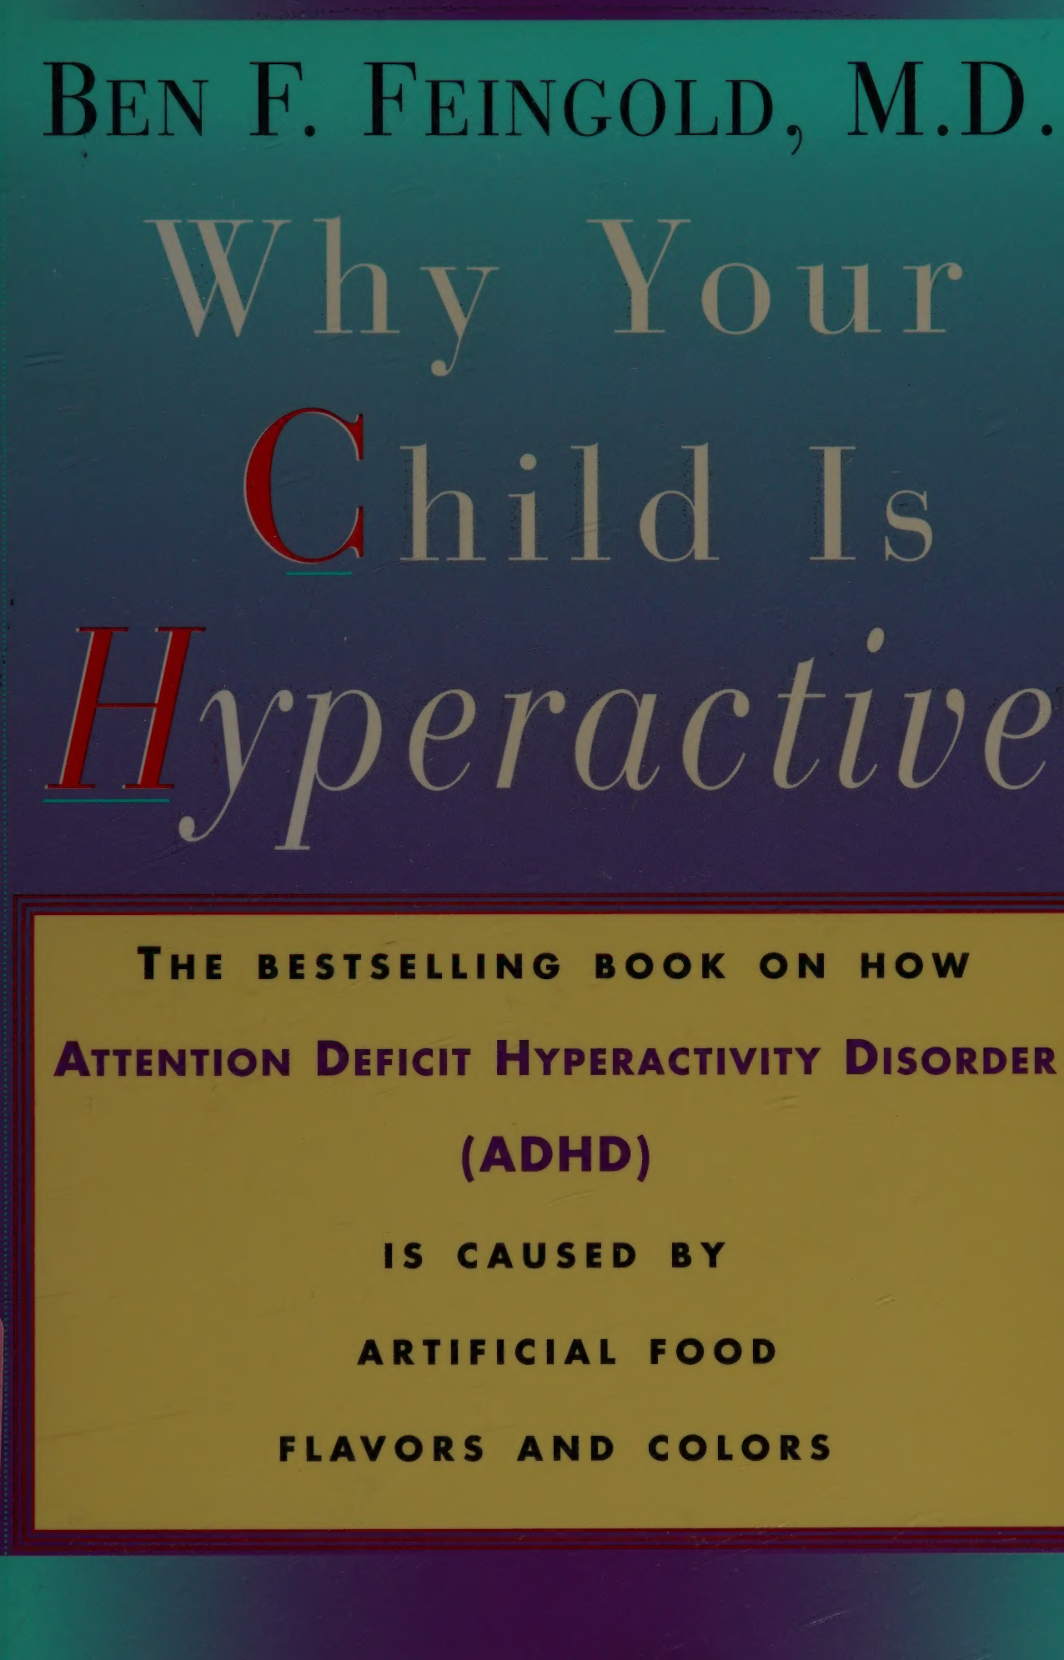 BEN F. FEINGOLD, M.D.
Why Your
Child Is
Hyperactive
THE BESTSELLING BOOK ON HOW
ATTENTION DEFICIT HYPERACTIVITY DISORDER
(ADHD)
IS CAUSED BY
ARTIFICIAL FOOD
FLAVORS AND COLORS